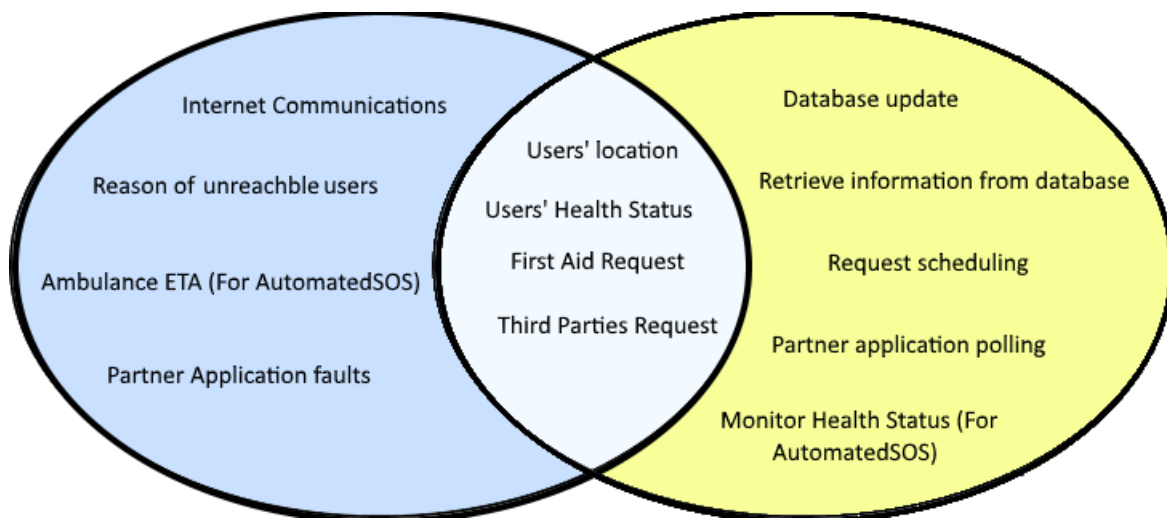 Internet Communications
Reason of unreachble users
Ambulance ETA (For AutomatedSOS)
Partner Application faults
Users' location
Users' Health Status
First Aid Request
Third Parties Request
Database update
Retrieve information from database
Request scheduling
Partner application polling
Monitor Health Status (For
AutomatedSOS)